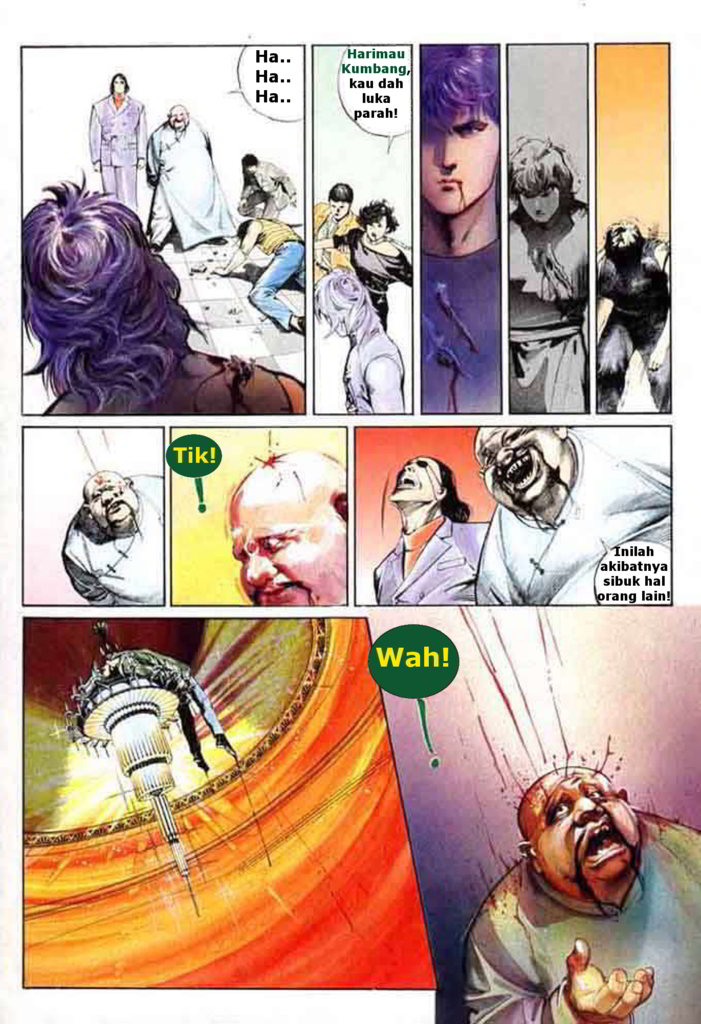 Ha..
Ha..
Ha..
Harimau
Kumbang,
kau dah
luka
parah!
Tik!
Inilah
akibatnya
sibuk hal
orang lain!
Wah!